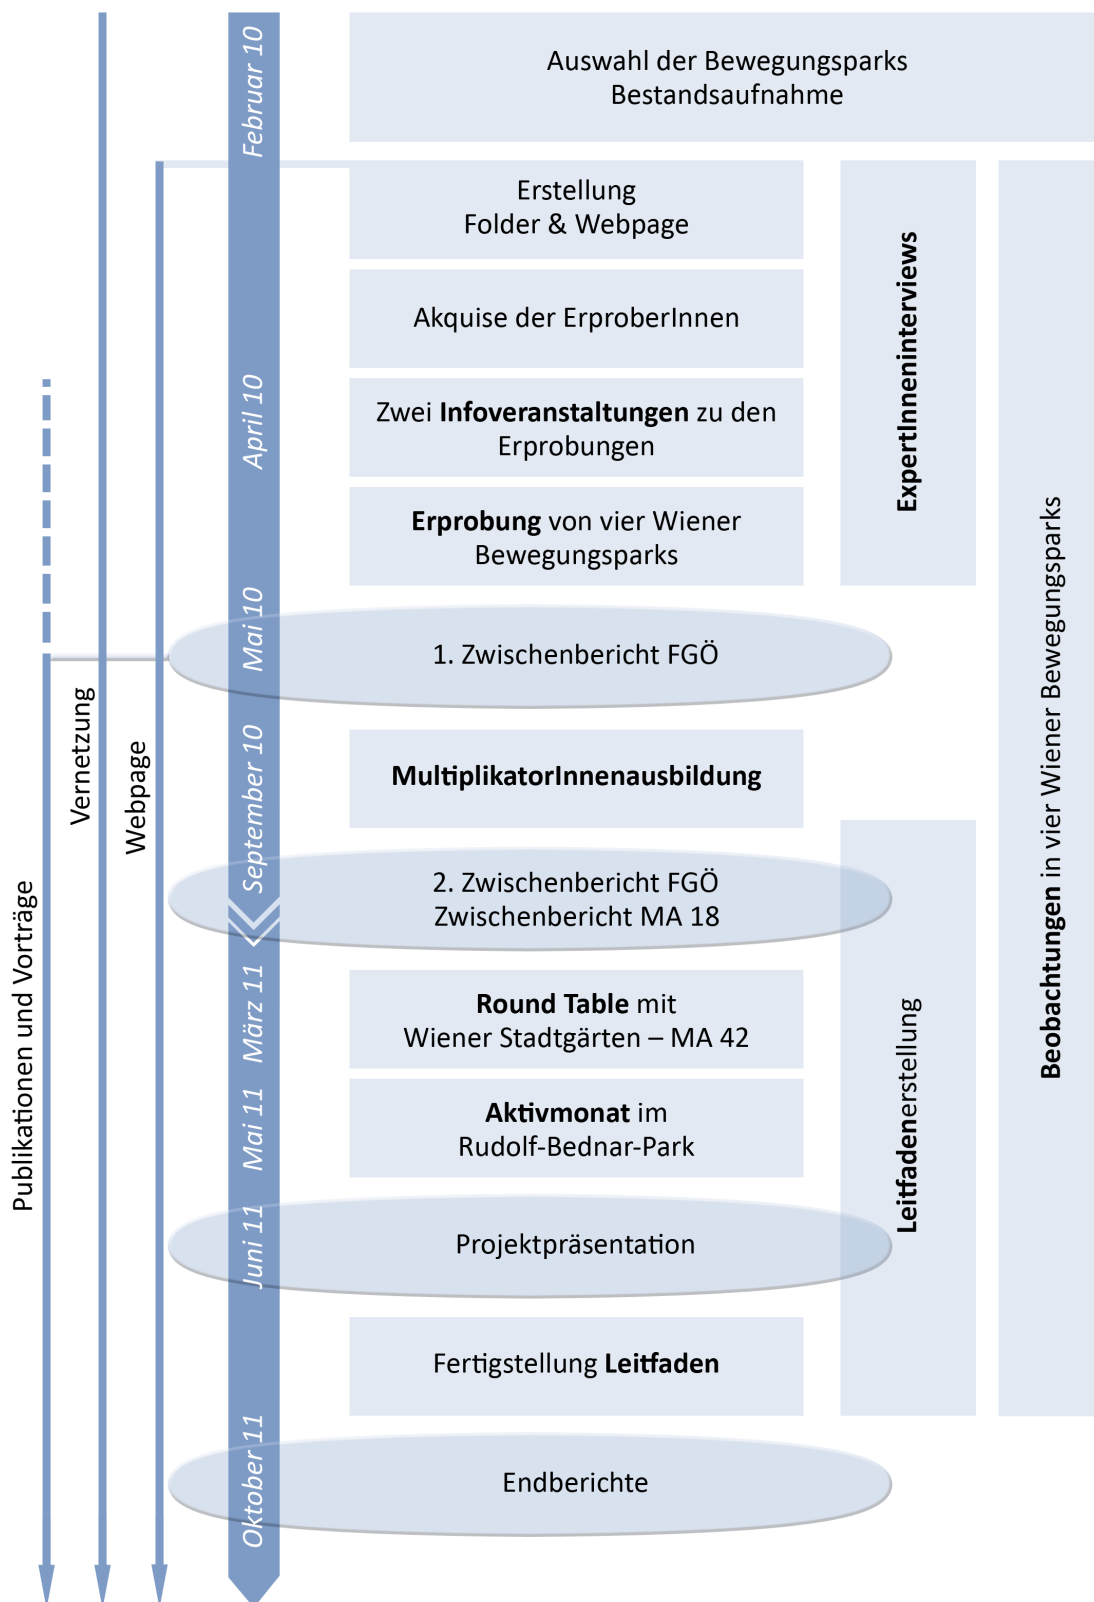 Februar 10
Auswahl der Bewegungsparks
Bestandsaufnahme
Erstellung
Folder & Webpage
Akquise der ErproberInnen
April 10
Zwei Infoveranstaltungen zu den
Erprobungen
Erprobung von vier Wiener
Bewegungsparks
ExpertInneninterviews
Beobachtungen in vier Wiener Bewegungsparks
Mai 10
1. Zwischenbericht FGÖ
Vernetzung
Webpage
Publikationen und Vorträge
September 10
MultiplikatorInnenausbildung
2. Zwischenbericht FGÖ
Zwischenbericht MA 18
März 11
Round Table mit
Wiener Stadtgärten – MA 42
Leitfadenerstellung
Mai 11
Aktivmonat im
Rudolf-Bednar-Park
Juni 11
Projektpräsentation
Fertigstellung Leitfaden
Oktober 11
Endberichte